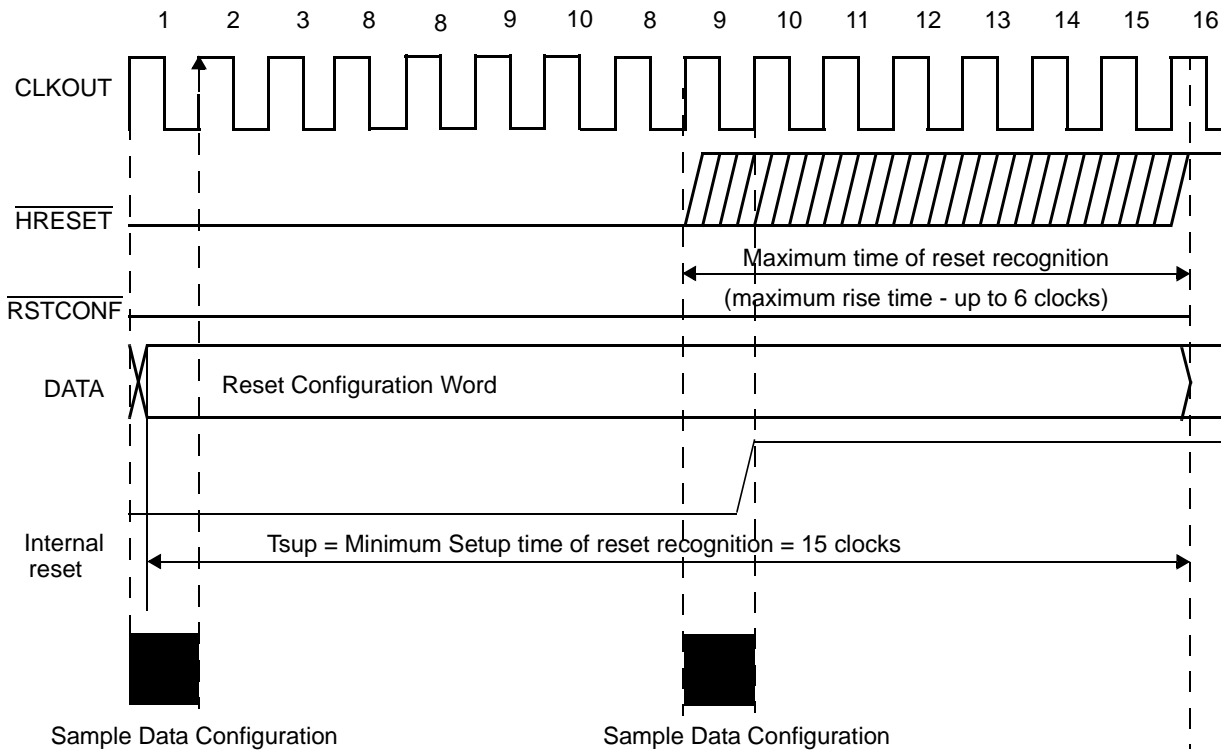 1 2 3 8 8 9 10 8 9 10 11 12 13 14 15 16
CLKOUT
HRESET
Maximum time of reset recognition
(maximum rise time - up to 6 clocks)
RSTCONF
DATA
Reset Configuration Word
Internal
reset
Tsup = Minimum Setup time of reset recognition = 15 clocks
Sample Data Configuration
Sample Data Configuration